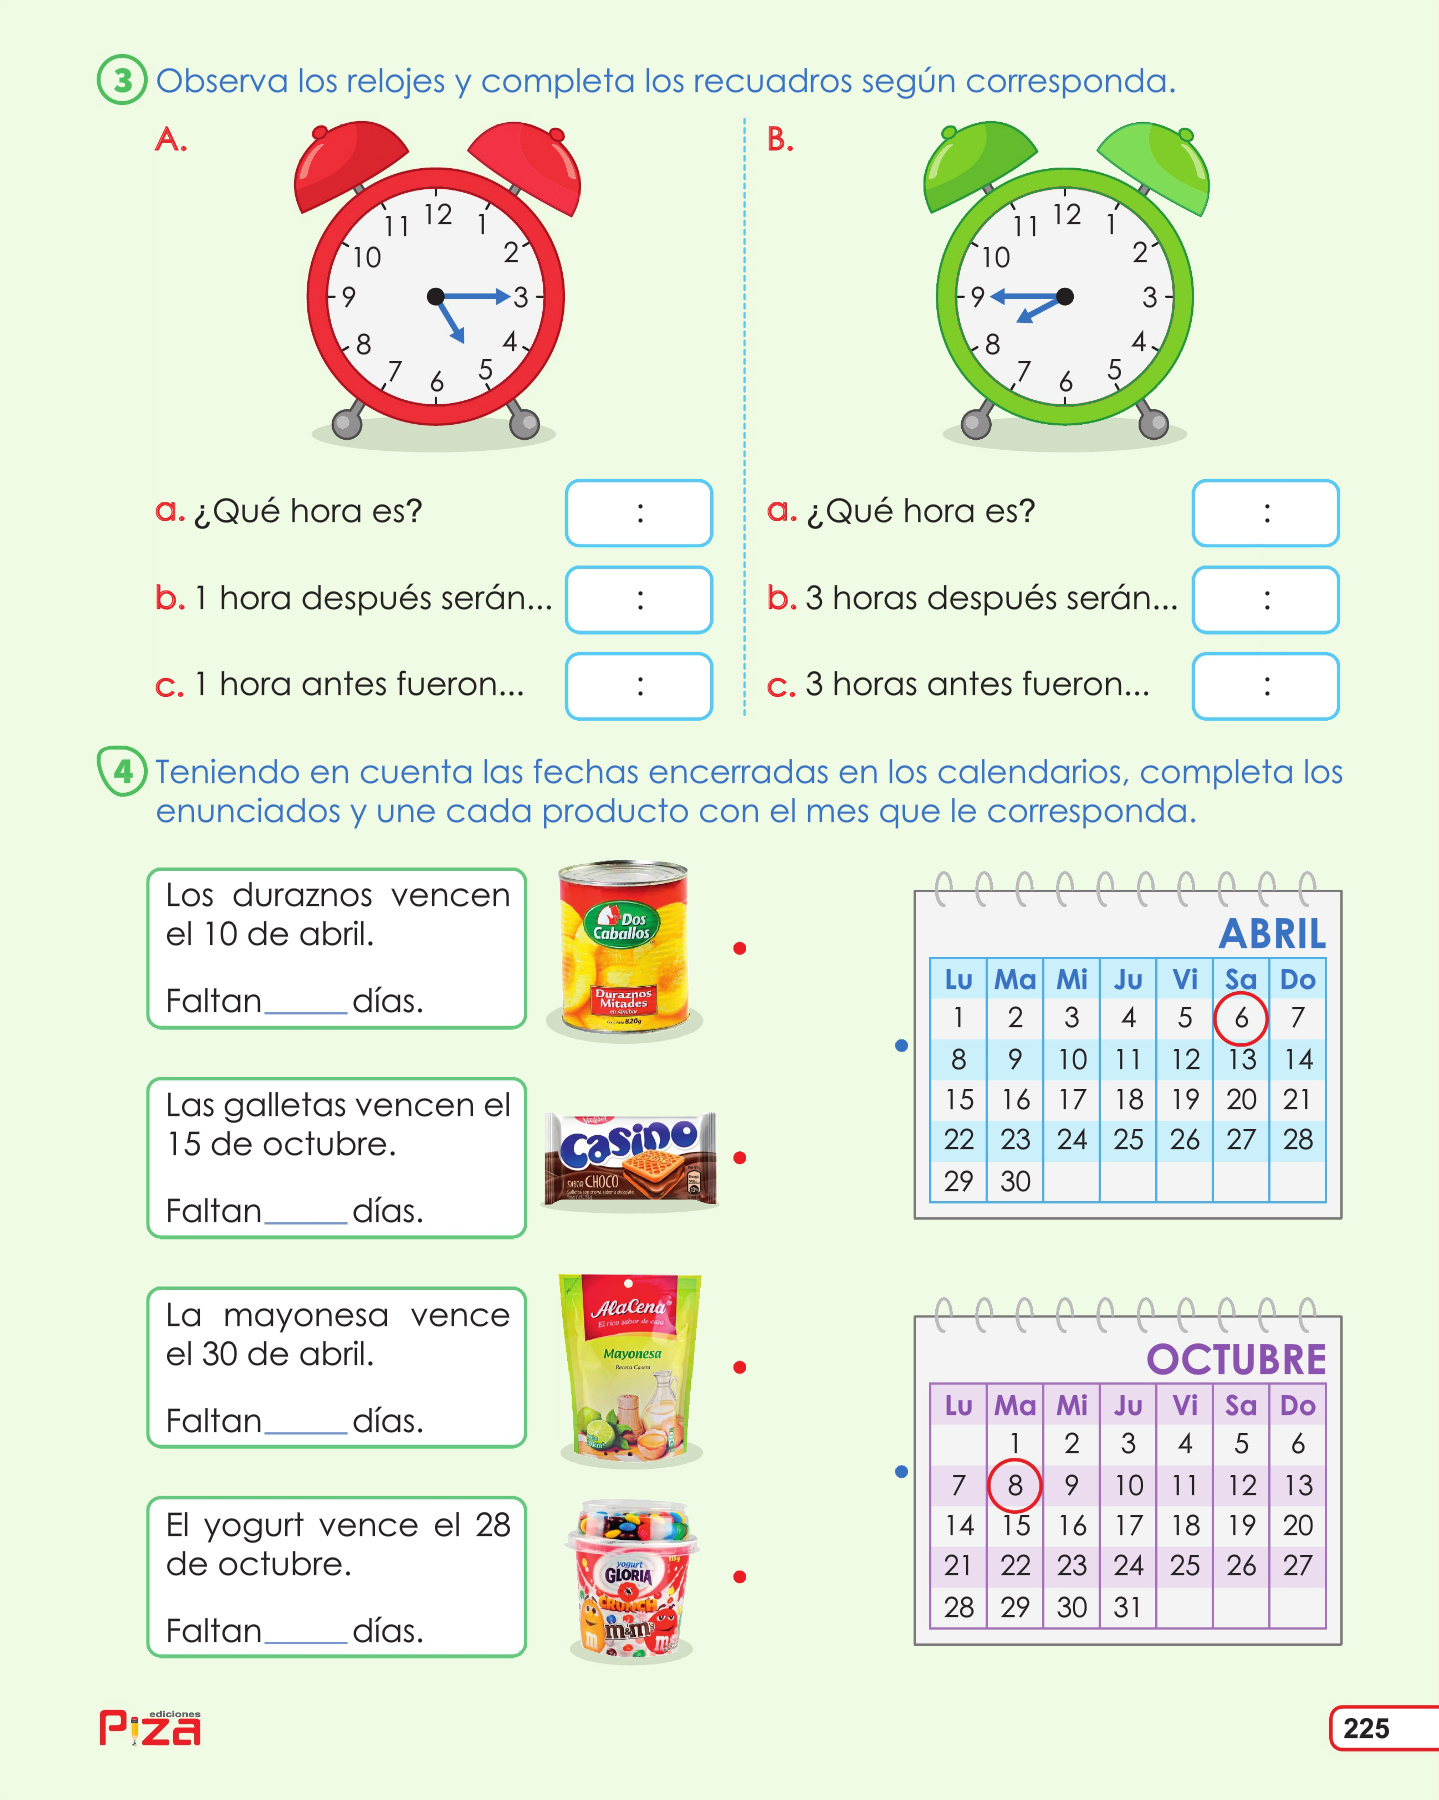 3 Observa los relojes y completa los recuadros según corresponda.
A.
12
1
2
3
4
5
6
7
8
9
10
11
a. ¿Qué hora es? :
b. 1 hora después serán... :
c. 1 hora antes fueron... :
B.
12
1
2
3
4
5
6
7
8
9
10
11
a. ¿Qué hora es? :
b. 3 horas después serán... :
c. 3 horas antes fueron... :
4 Teniendo en cuenta las fechas encerradas en los calendarios, completa los
enunciados y une cada producto con el mes que le corresponda.
Los duraznos vencen
el 10 de abril.
Faltan______días.
Dos
Caballos
Duraznos
Mitades
en Almíbar
820g
Las galletas vencen el
15 de octubre.
Faltan______días.
Casino
SABOR CHOCO
La mayonesa vence
el 30 de abril.
Faltan______días.
AlaCena®
El rico sabor de casa
Mayonesa
Receta Casera
El yogurt vence el 28
de octubre.
Faltan______días.
yogurt
GLORIA
CRUNCH
m&m's
ABRIL
Lu Ma Mi Ju Vi Sa Do
1 2 3 4 5 6 7
8 9 10 11 12 13 14
15 16 17 18 19 20 21
22 23 24 25 26 27 28
29 30
OCTUBRE
Lu Ma Mi Ju Vi Sa Do
1 2 3 4 5 6
7 8 9 10 11 12 13
14 15 16 17 18 19 20
21 22 23 24 25 26 27
28 29 30 31
ediciones
Piza
225